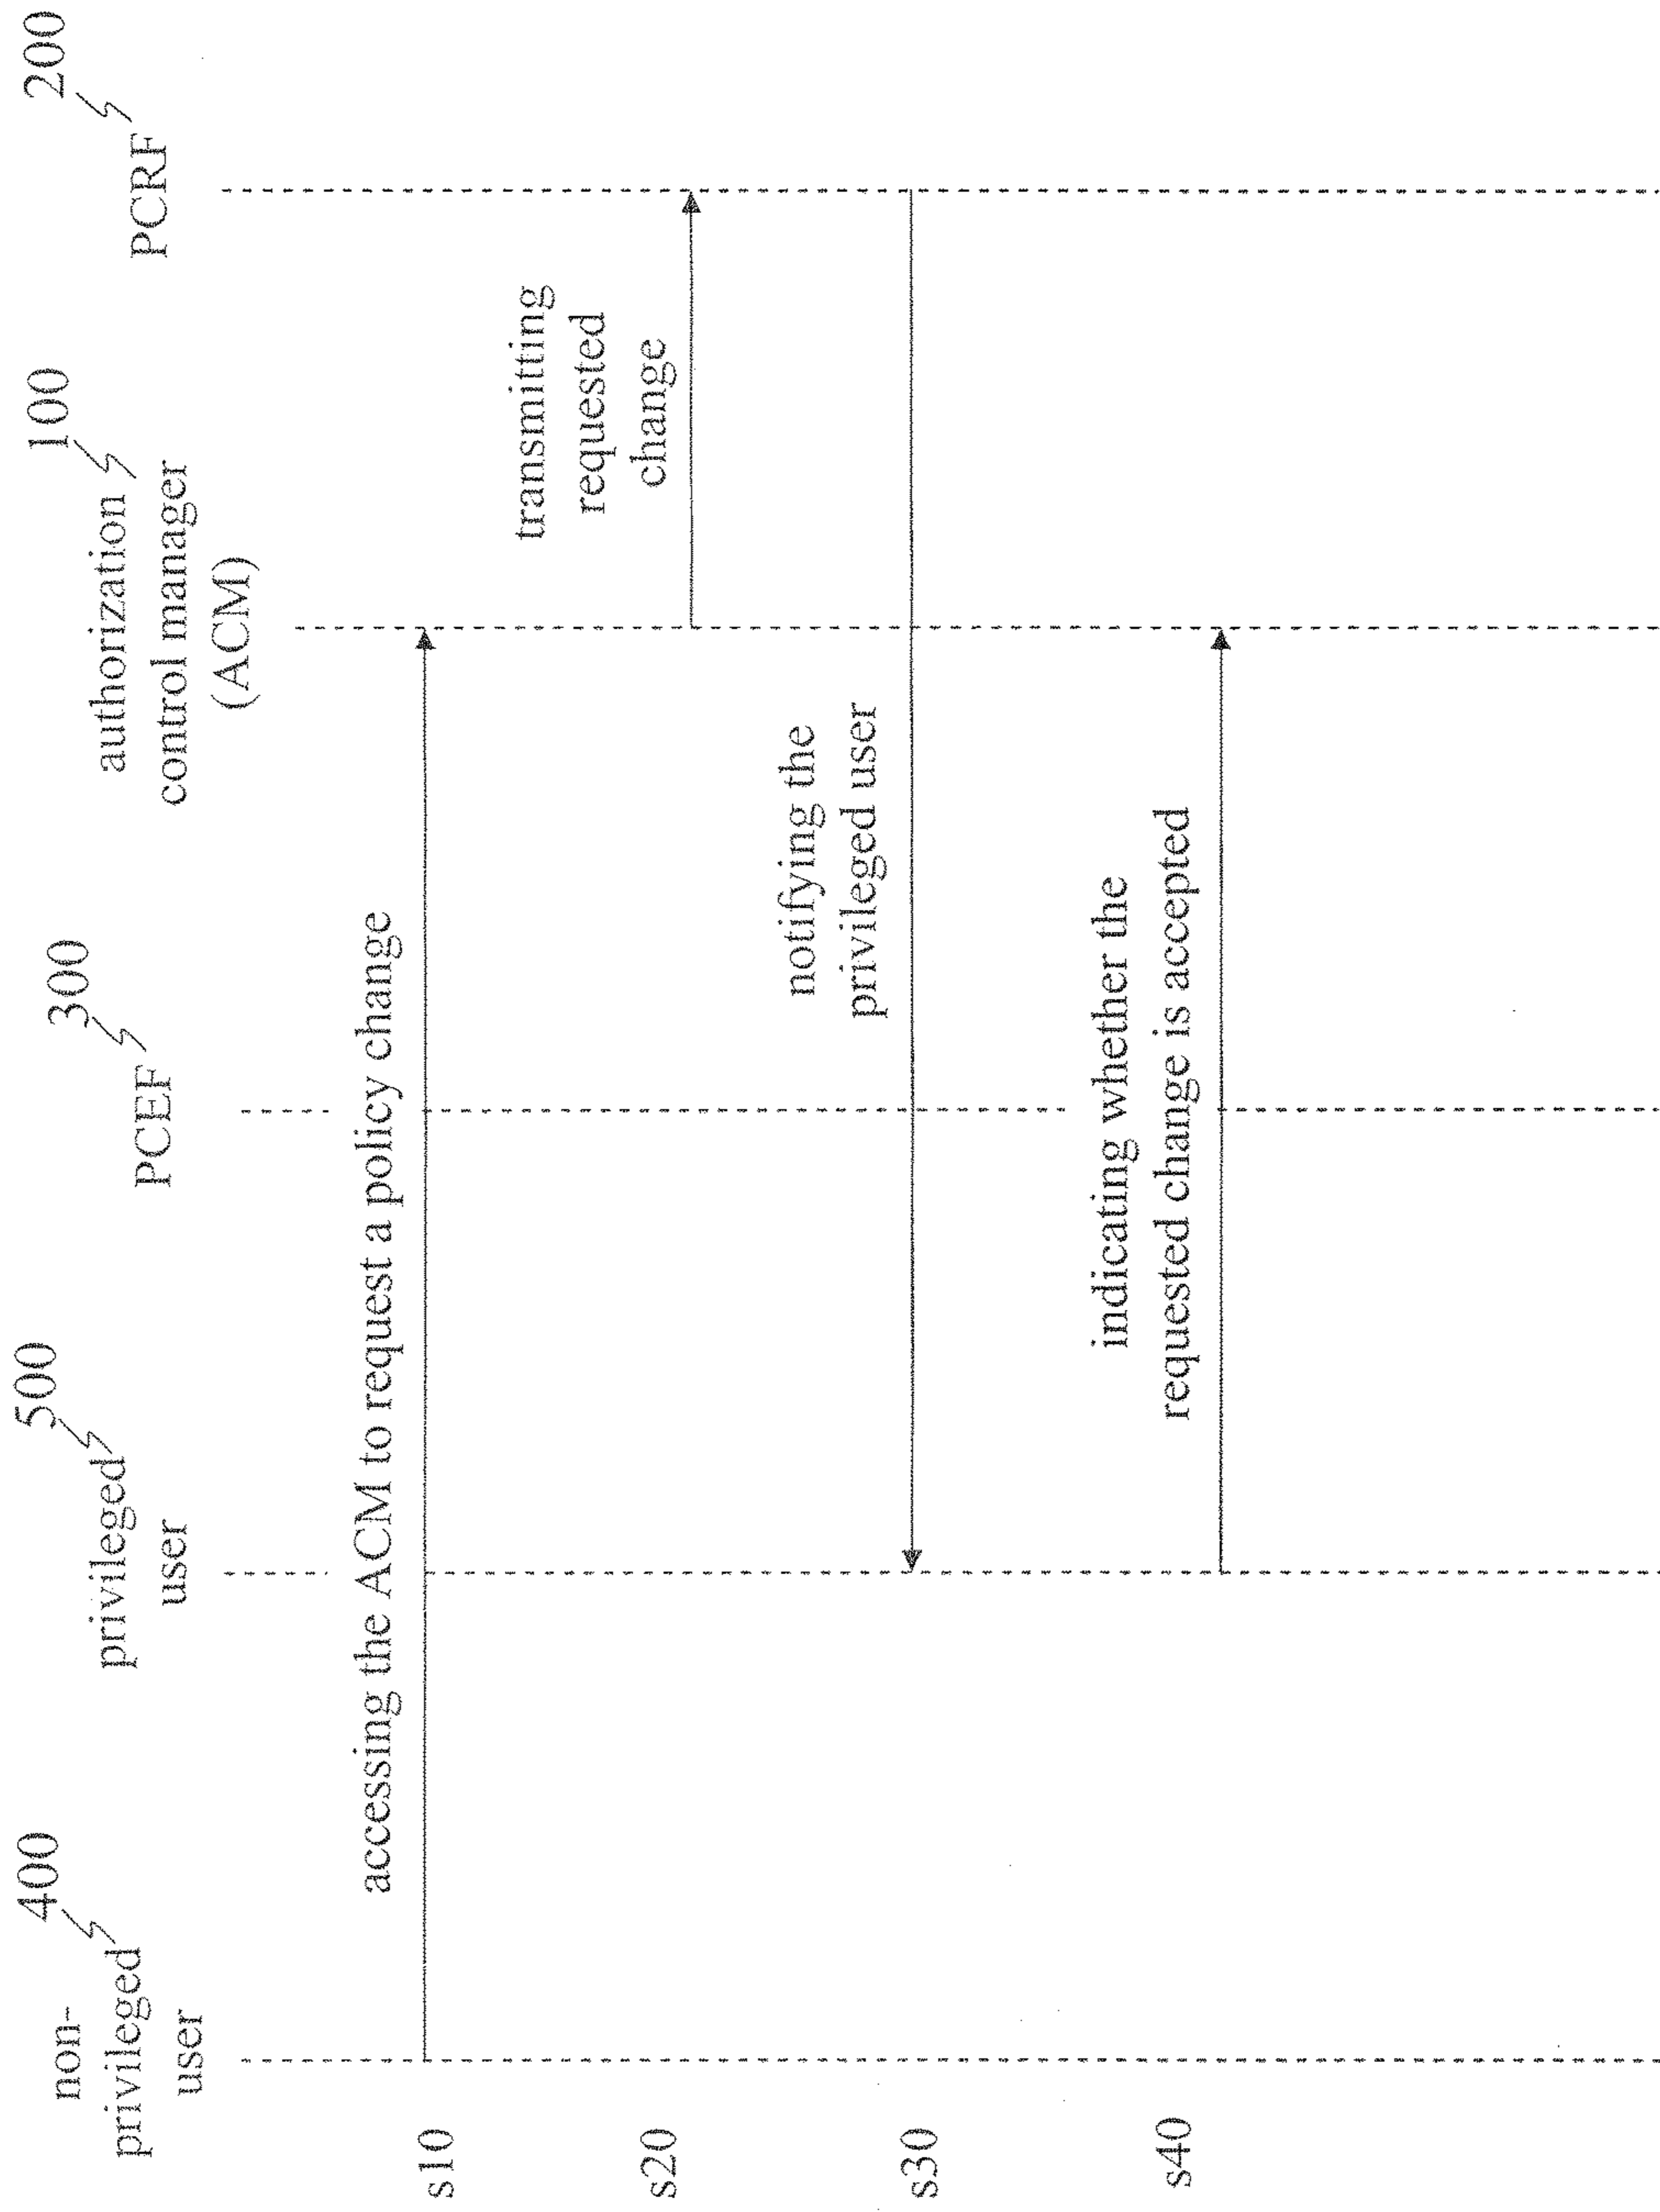 non-
privileged
user
400
privileged
user
500
PCEF
300
authorization
control manager
(ACM)
100
PCRF
200
s10
accessing the ACM to request a policy change
s20
transmitting
requested
change
s30
notifying the
privileged user
s40
indicating whether the
requested change is accepted